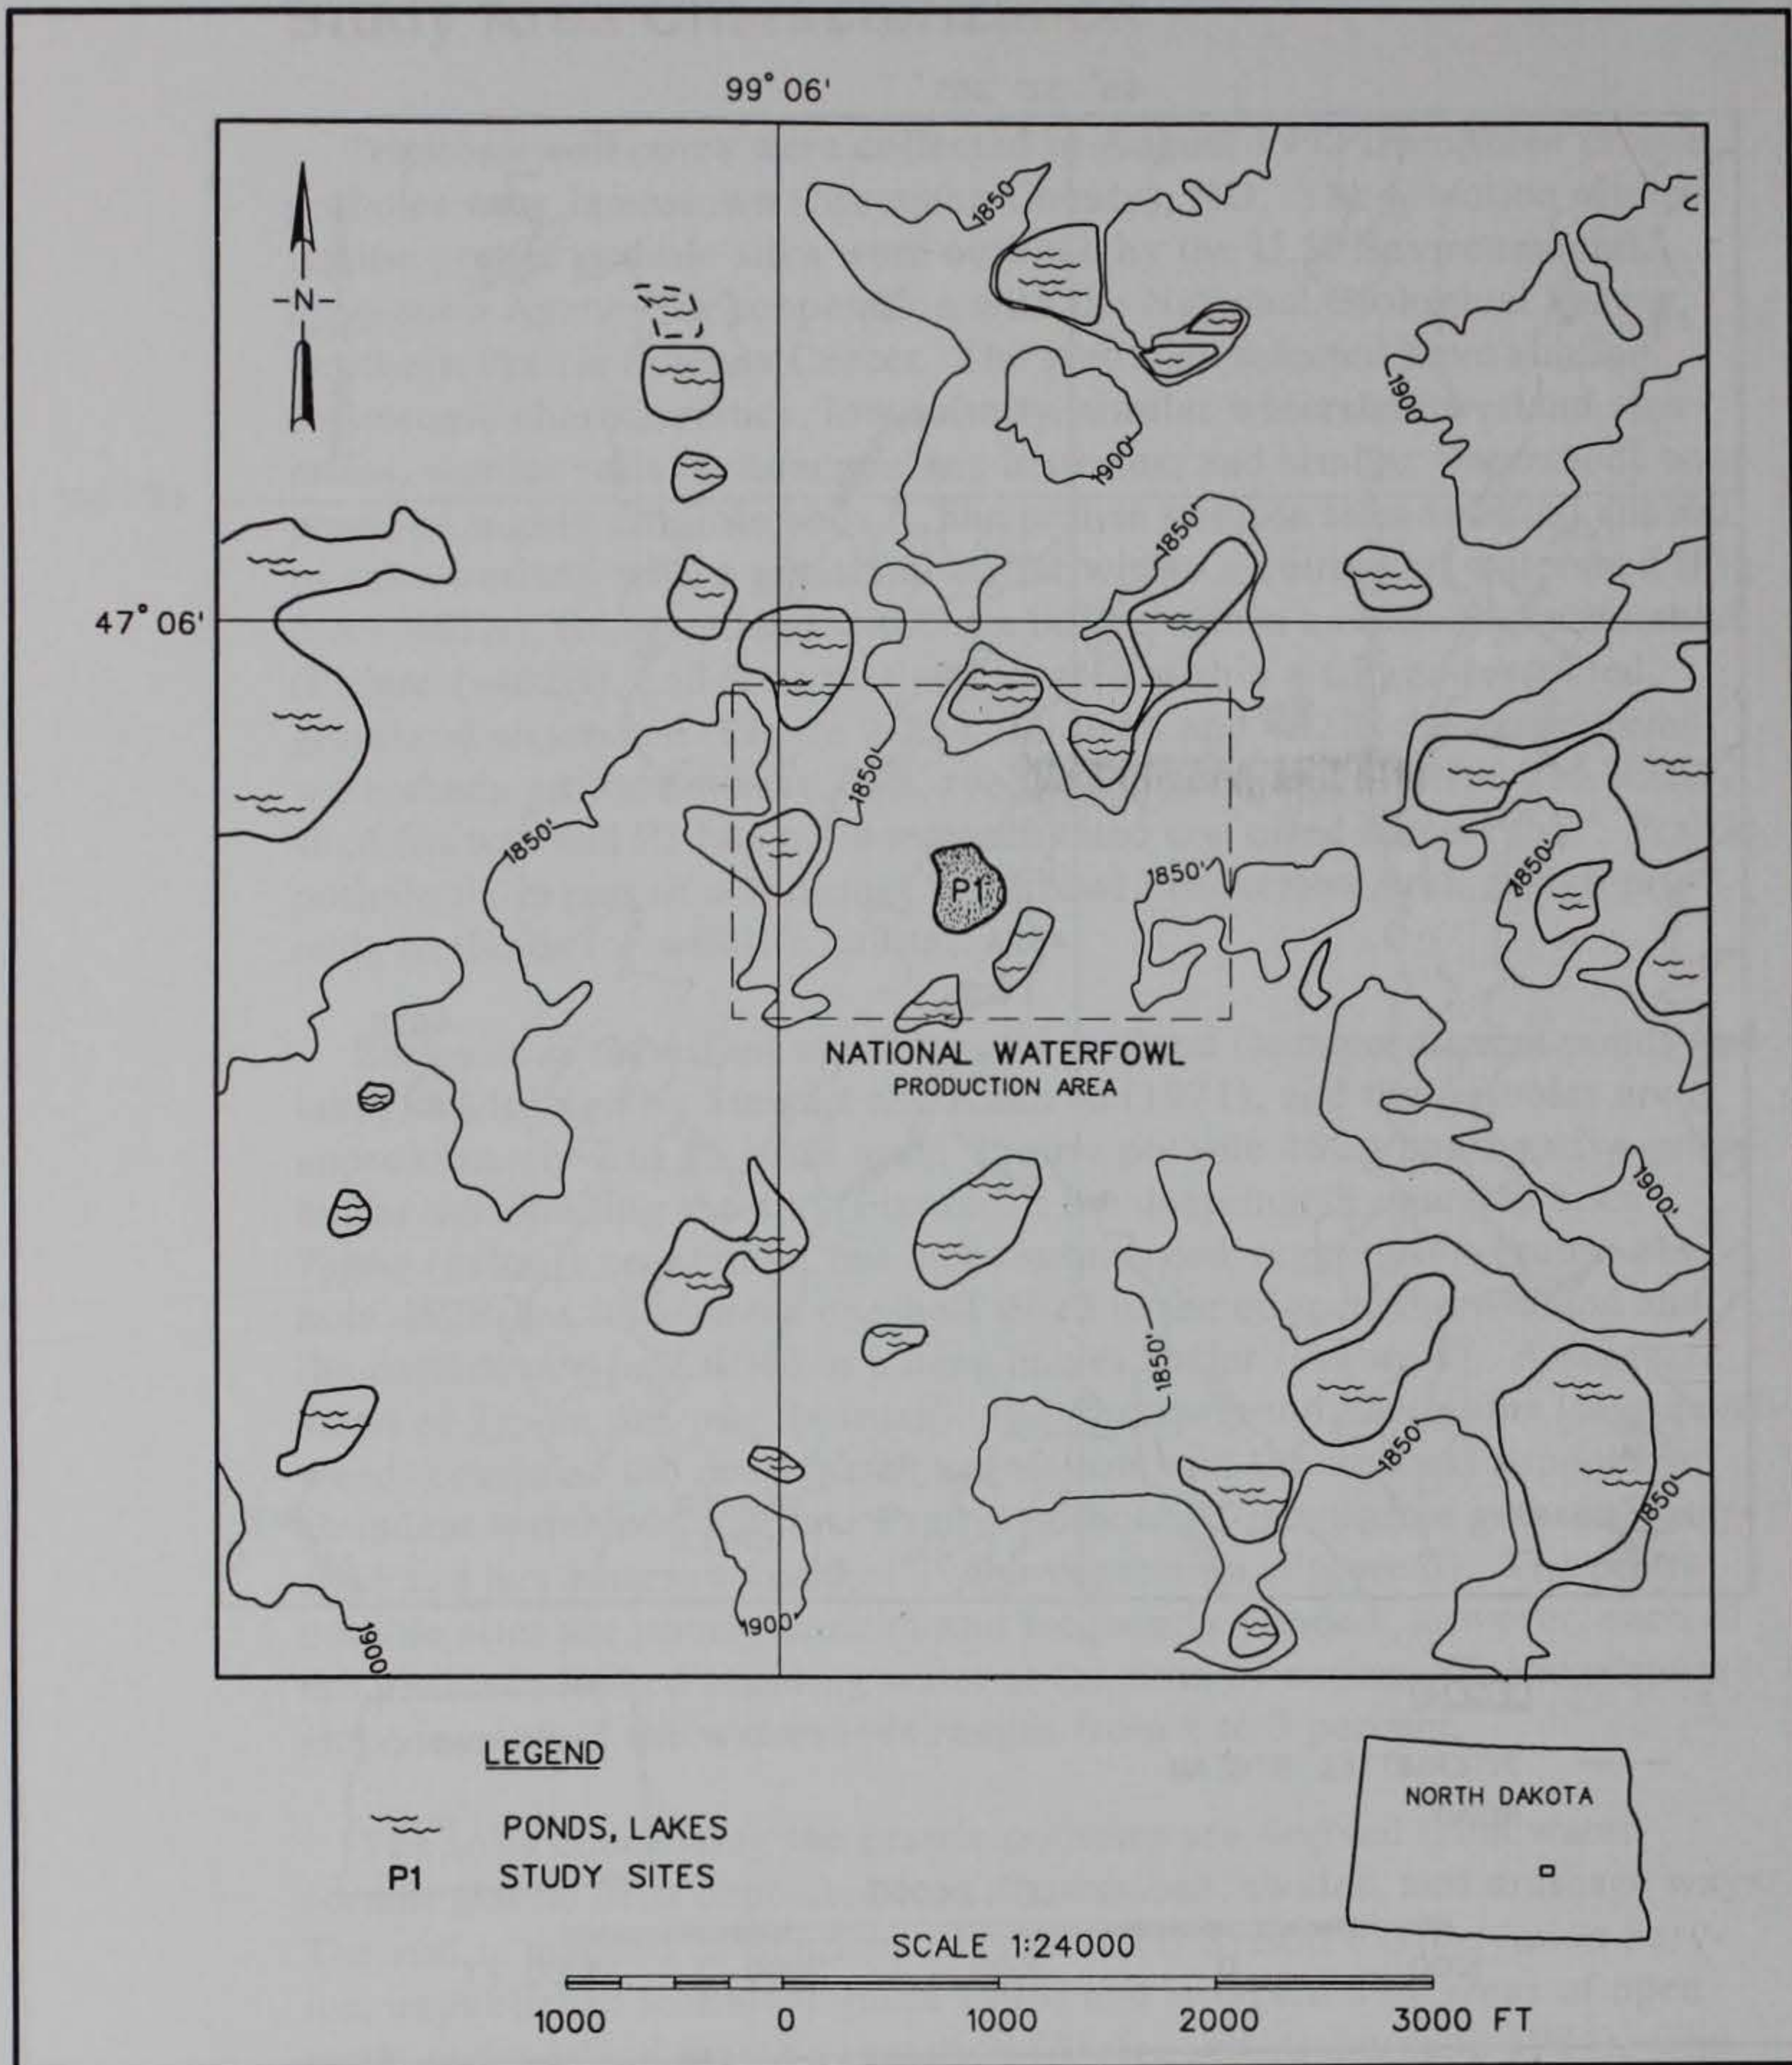 99° 06'
1850'
-N-
1900
1900'
1850'
47° 06'
1850'
1850'
1850'
1850'
P1
NATIONAL WATERFOWL
PRODUCTION AREA
1900'
1850'
1850'
1850'
1900'
1900
LEGEND
PONDS, LAKES
P1 STUDY SITES
NORTH DAKOTA
SCALE 1:24000
1000 0 1000 2000 3000 FT